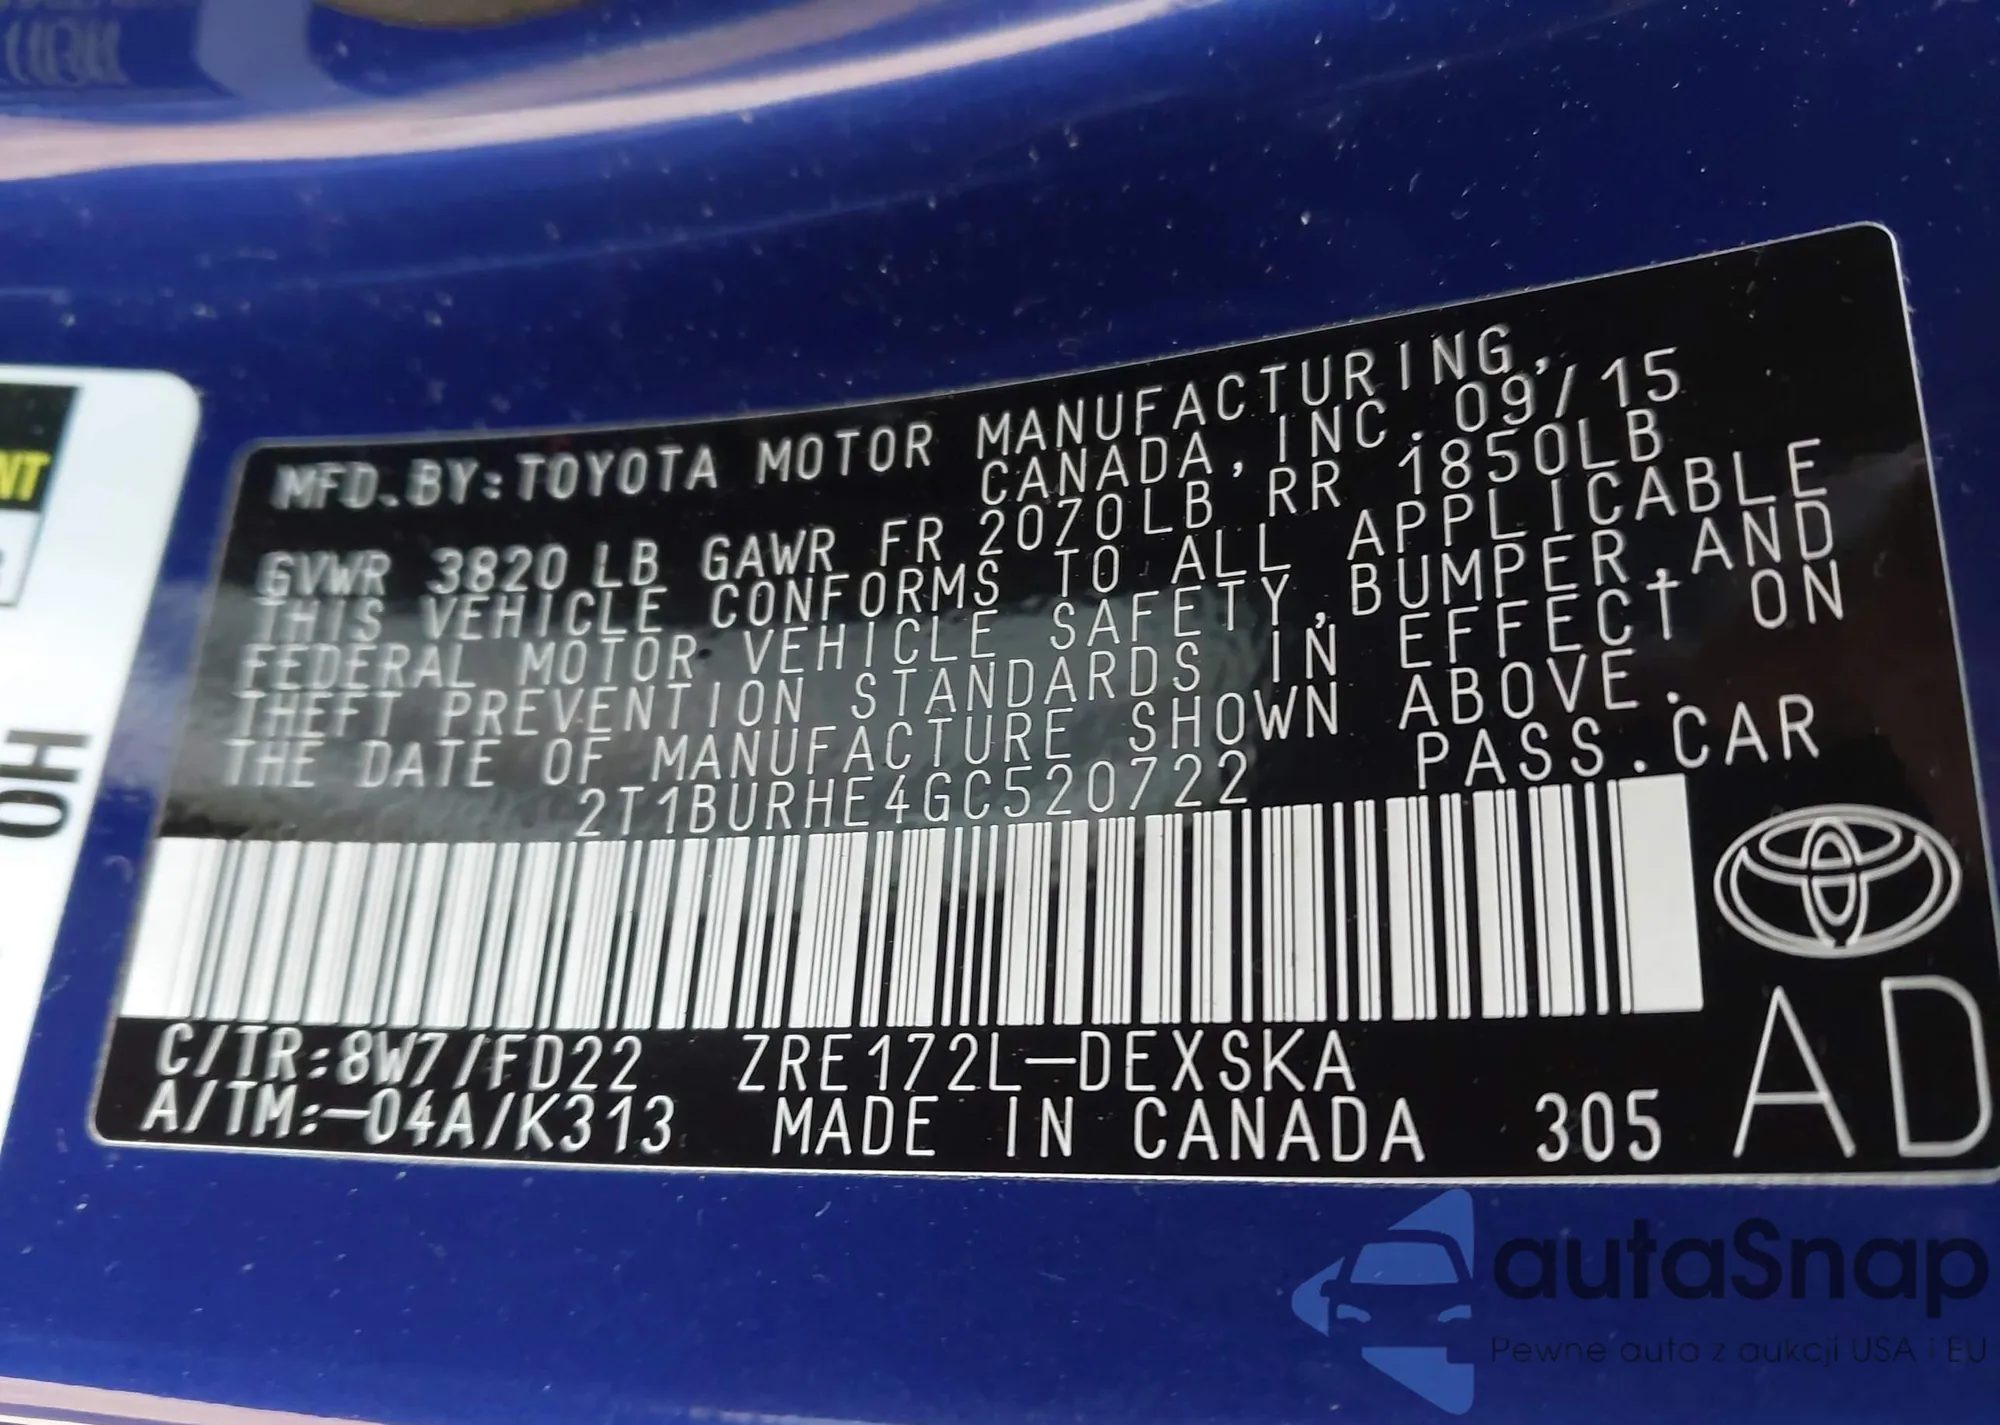 NT
HO
MFD.BY:TOYOTA MOTOR MANUFACTURING,
CANADA, INC. 09/15
GVWR 3820 LB GAWR FR 2070LB RR 1850LB
THIS VEHICLE CONFORMS TO ALL APPLICABLE
FEDERAL MOTOR VEHICLE SAFETY, BUMPER, AND
THEFT PREVENTION STANDARDS IN EFFECT ON
THE DATE OF MANUFACTURE SHOWN ABOVE.
2T1BURHE4GC520722 PASS.CAR
C/TR:8W7/FD22 ZRE172L-DEXSKA
A/TM:-04A/K313 MADE IN CANADA 305
AD
autaSnap
Pewne auta z aukcji USA i EU